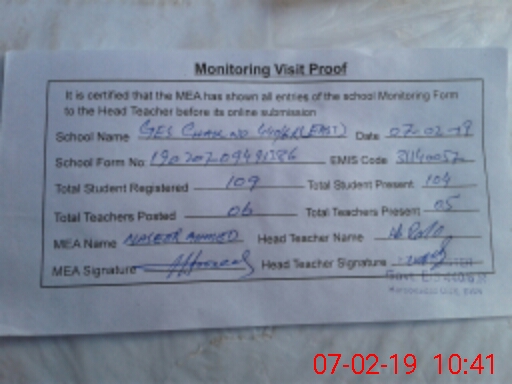 Monitoring Visit Proof
It is certified that the MEA has shown all entries of the school Monitoring Form
to the Head Teacher before its online submission
School Name GES CHAK NO 440/6R(EAST) Date 07-02-19
School Form No EMIS Code
Total Student Registered 109 Total Student Present 104
Total Teachers Posted 06 Total Teachers Present 05
MEA Name NASEER AHMED Head Teacher Name
MEA Signature Head Teacher Signature
07-02-19 10:41